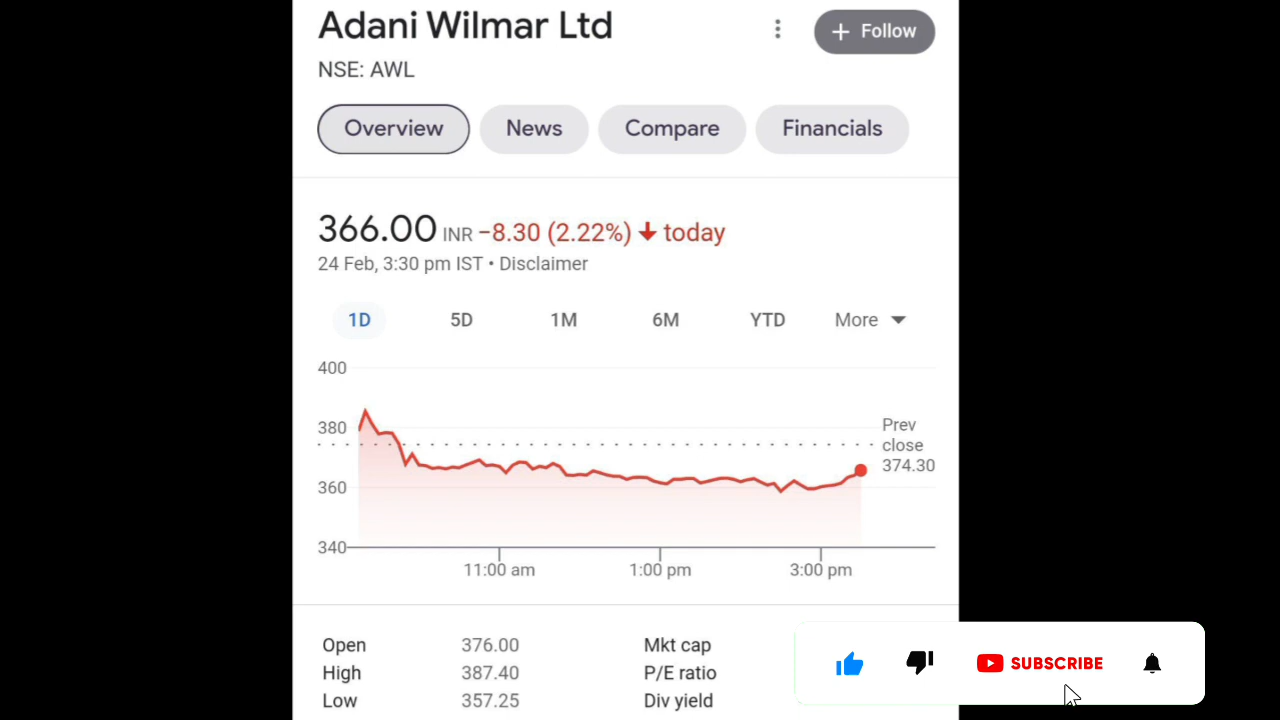 Adani Wilmar Ltd
+ Follow
NSE: AWL
Overview News Compare Financials
366.00 INR −8.30 (2.22%) ↓ today
24 Feb, 3:30 pm IST • Disclaimer
1D 5D 1M 6M YTD More
400
380
360
340
Prev
close
374.30
11:00 am 1:00 pm 3:00 pm
Open 376.00 Mkt cap
High 387.40 P/E ratio
Low 357.25 Div yield
SUBSCRIBE